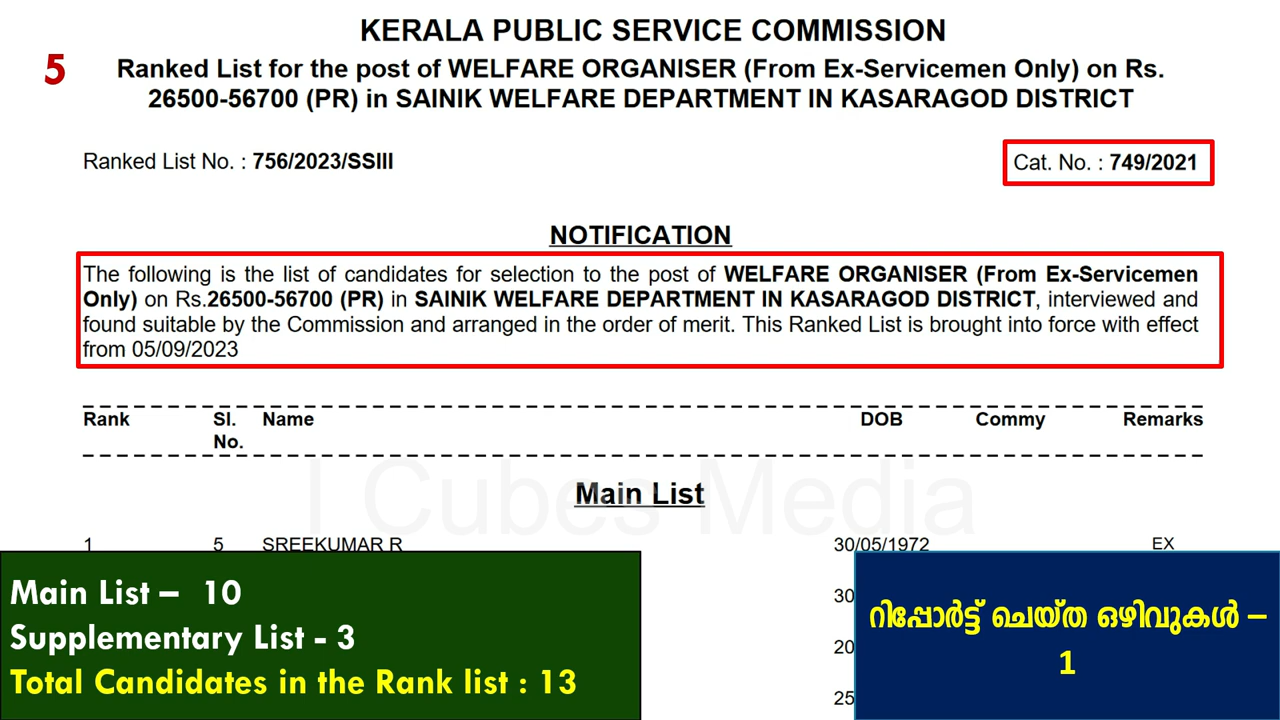 KERALA PUBLIC SERVICE COMMISSION
5
Ranked List for the post of WELFARE ORGANISER (From Ex-Servicemen Only) on Rs.
26500-56700 (PR) in SAINIK WELFARE DEPARTMENT IN KASARAGOD DISTRICT
Ranked List No. : 756/2023/SSIII
Cat. No. : 749/2021
NOTIFICATION
The following is the list of candidates for selection to the post of WELFARE ORGANISER (From Ex-Servicemen
Only) on Rs.26500-56700 (PR) in SAINIK WELFARE DEPARTMENT IN KASARAGOD DISTRICT, interviewed and
found suitable by the Commission and arranged in the order of merit. This Ranked List is brought into force with effect
from 05/09/2023
Rank Sl. Name DOB Commy Remarks
No.
I Cubes Media
Main List
1 5 SREEKUMAR R 30/05/1972 EX
30
20
25
Main List – 10
Supplementary List - 3
Total Candidates in the Rank list : 13
റിപ്പോർട്ട് ചെയ്ത ഒഴിവുകൾ –
1